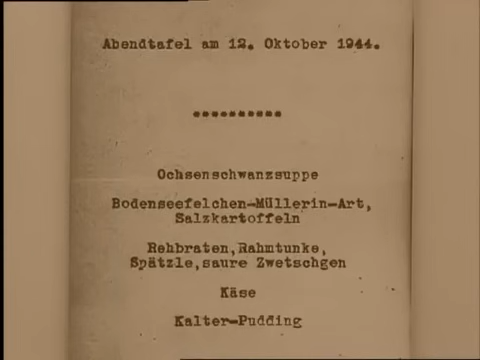 Abendtafel am 12. Oktober 1944.
**********
Ochsenschwanzsuppe
Bodenseefelchen-Müllerin-Art,
Salzkartoffeln
Rehbraten,Rahmtunke,
Spätzle,saure Zwetschgen
Käse
Kalter-Pudding